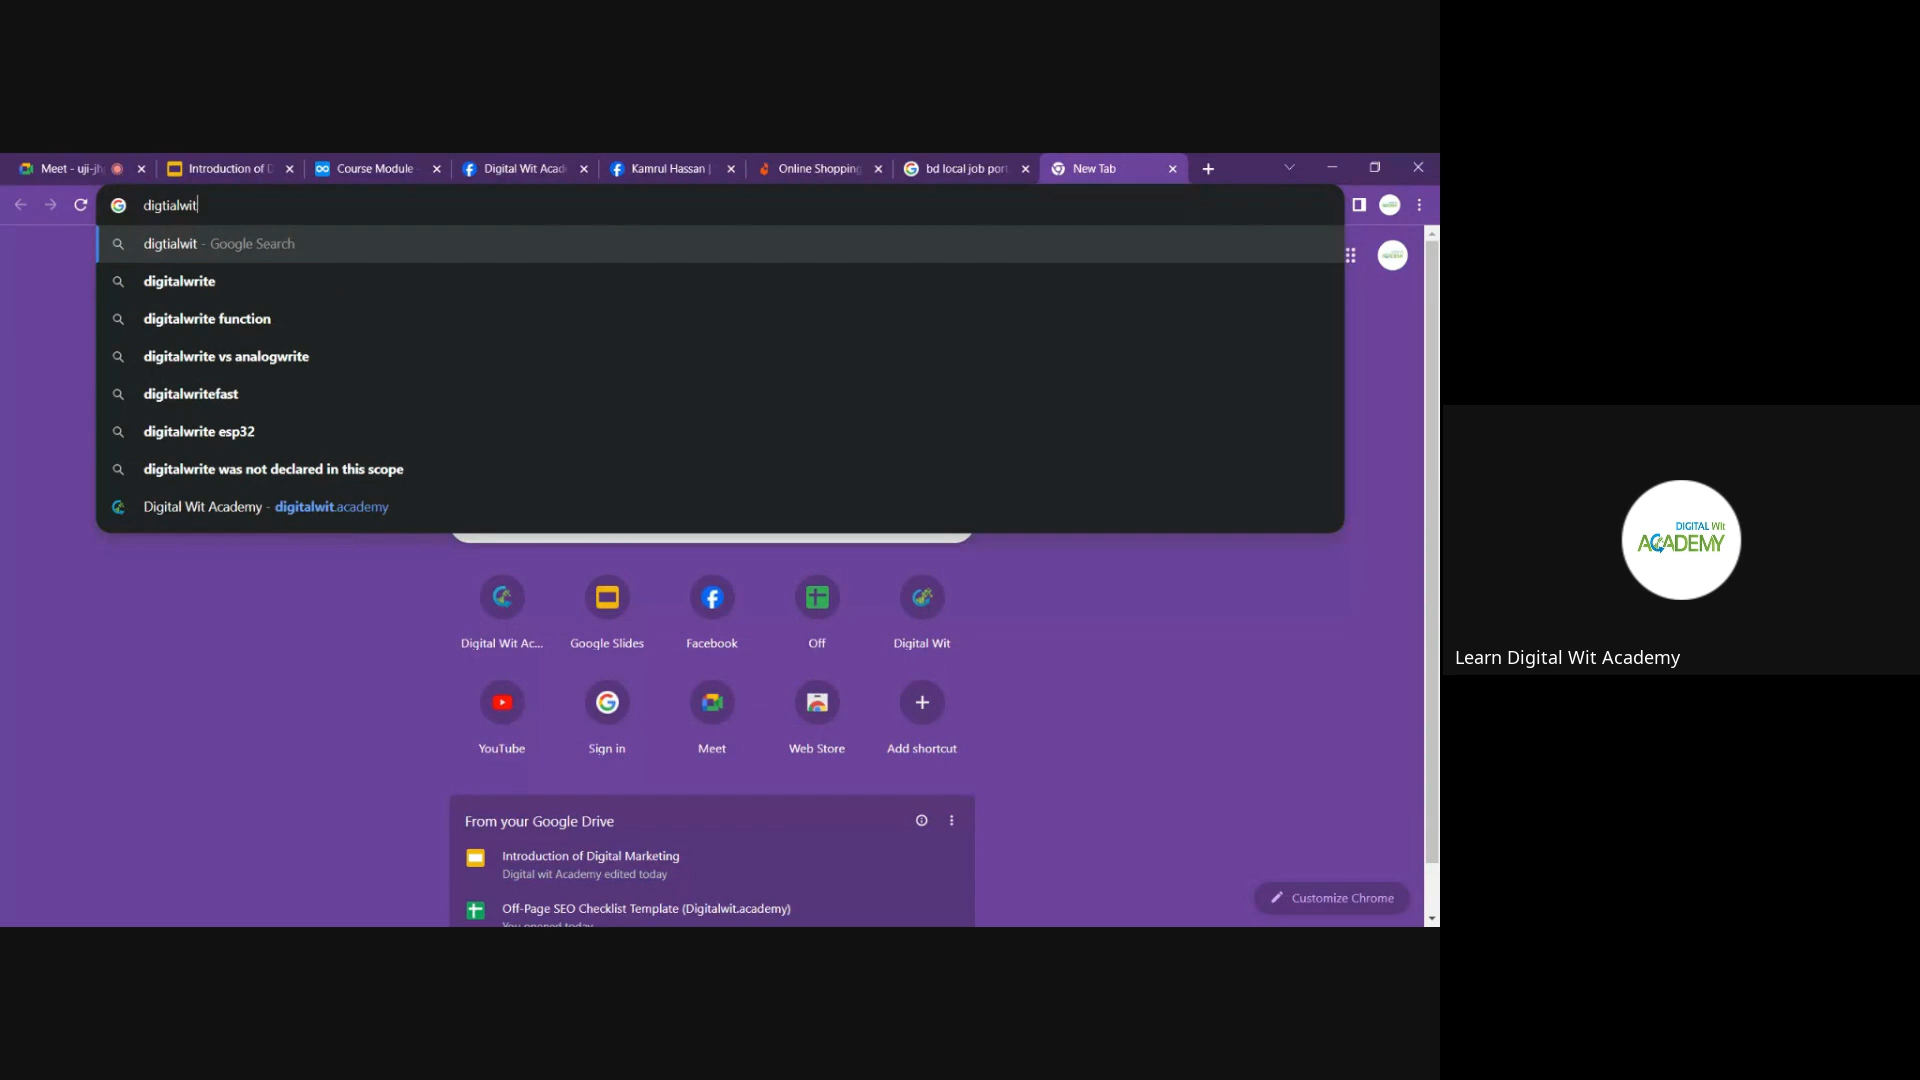 Meet - uji-jh
Introduction of D
Course Module -
Digital Wit Acad
Kamrul Hassan |
Online Shopping
bd local job port
New Tab
digtialwit
digtialwit - Google Search
digitalwrite
digitalwrite function
digitalwrite vs analogwrite
digitalwritefast
digitalwrite esp32
digitalwrite was not declared in this scope
Digital Wit Academy - digitalwit.academy
Digital Wit Ac...
Google Slides
Facebook
Off
Digital Wit
YouTube
Sign in
Meet
Web Store
Add shortcut
From your Google Drive
Introduction of Digital Marketing
Digital wit Academy edited today
Off-Page SEO Checklist Template (Digitalwit.academy)
You opened today
Customize Chrome
DIGITAL Wit
ACADEMY
Learn Digital Wit Academy